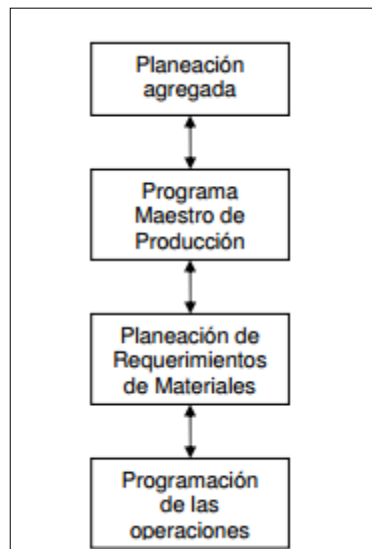 Planeación
agregada
Programa
Maestro de
Producción
Planeación de
Requerimientos
de Materiales
Programación
de las
operaciones